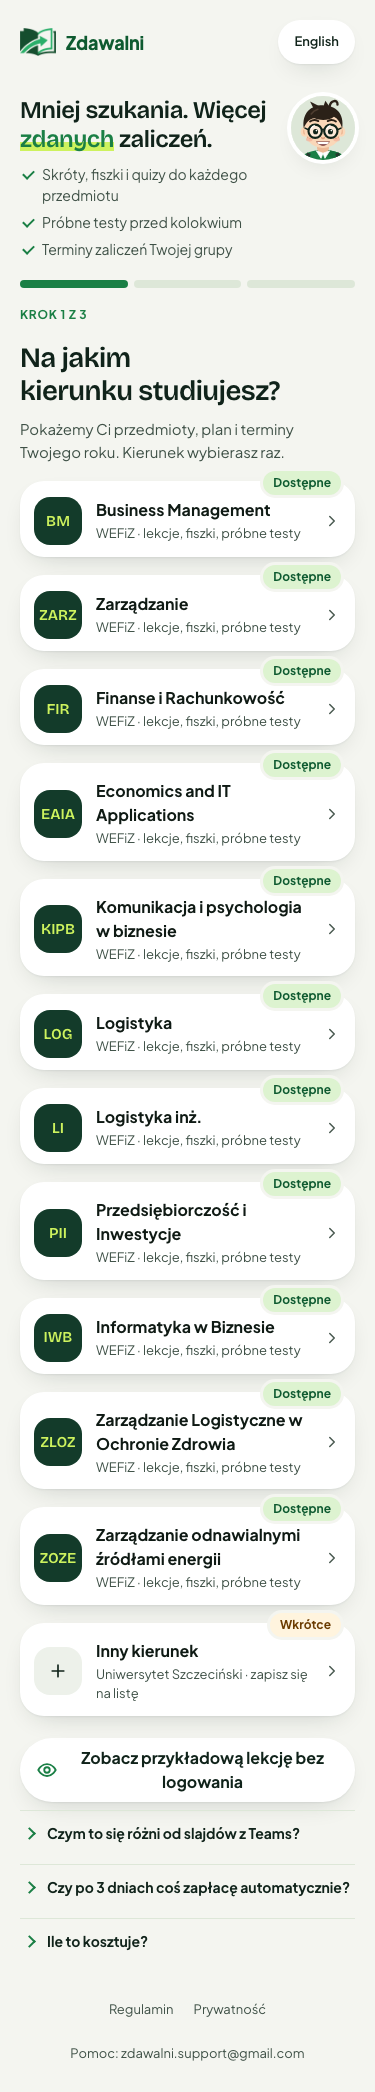 Zdawalni
English
Mniej szukania. Więcej
zdanych zaliczeń.
Skróty, fiszki i quizy do każdego
przedmiotu
Próbne testy przed kolokwium
Terminy zaliczeń Twojej grupy
KROK 1 Z 3
Na jakim
kierunku studiujesz?
Pokażemy Ci przedmioty, plan i terminy
Twojego roku. Kierunek wybierasz raz.
Dostępne
BM
Business Management
WEFiZ · lekcje, fiszki, próbne testy
Dostępne
ZARZ
Zarządzanie
WEFiZ · lekcje, fiszki, próbne testy
Dostępne
FIR
Finanse i Rachunkowość
WEFiZ · lekcje, fiszki, próbne testy
Dostępne
EAIA
Economics and IT
Applications
WEFiZ · lekcje, fiszki, próbne testy
Dostępne
KIPB
Komunikacja i psychologia
w biznesie
WEFiZ · lekcje, fiszki, próbne testy
Dostępne
LOG
Logistyka
WEFiZ · lekcje, fiszki, próbne testy
Dostępne
LI
Logistyka inż.
WEFiZ · lekcje, fiszki, próbne testy
Dostępne
PII
Przedsiębiorczość i
Inwestycje
WEFiZ · lekcje, fiszki, próbne testy
Dostępne
IWB
Informatyka w Biznesie
WEFiZ · lekcje, fiszki, próbne testy
Dostępne
ZLOZ
Zarządzanie Logistyczne w
Ochronie Zdrowia
WEFiZ · lekcje, fiszki, próbne testy
Dostępne
ZOZE
Zarządzanie odnawialnymi
źródłami energii
WEFiZ · lekcje, fiszki, próbne testy
Wkrótce
Inny kierunek
Uniwersytet Szczeciński · zapisz się
na listę
Zobacz przykładową lekcję bez
logowania
Czym to się różni od slajdów z Teams?
Czy po 3 dniach coś zapłacę automatycznie?
Ile to kosztuje?
Regulamin Prywatność
Pomoc: zdawalni.support@gmail.com